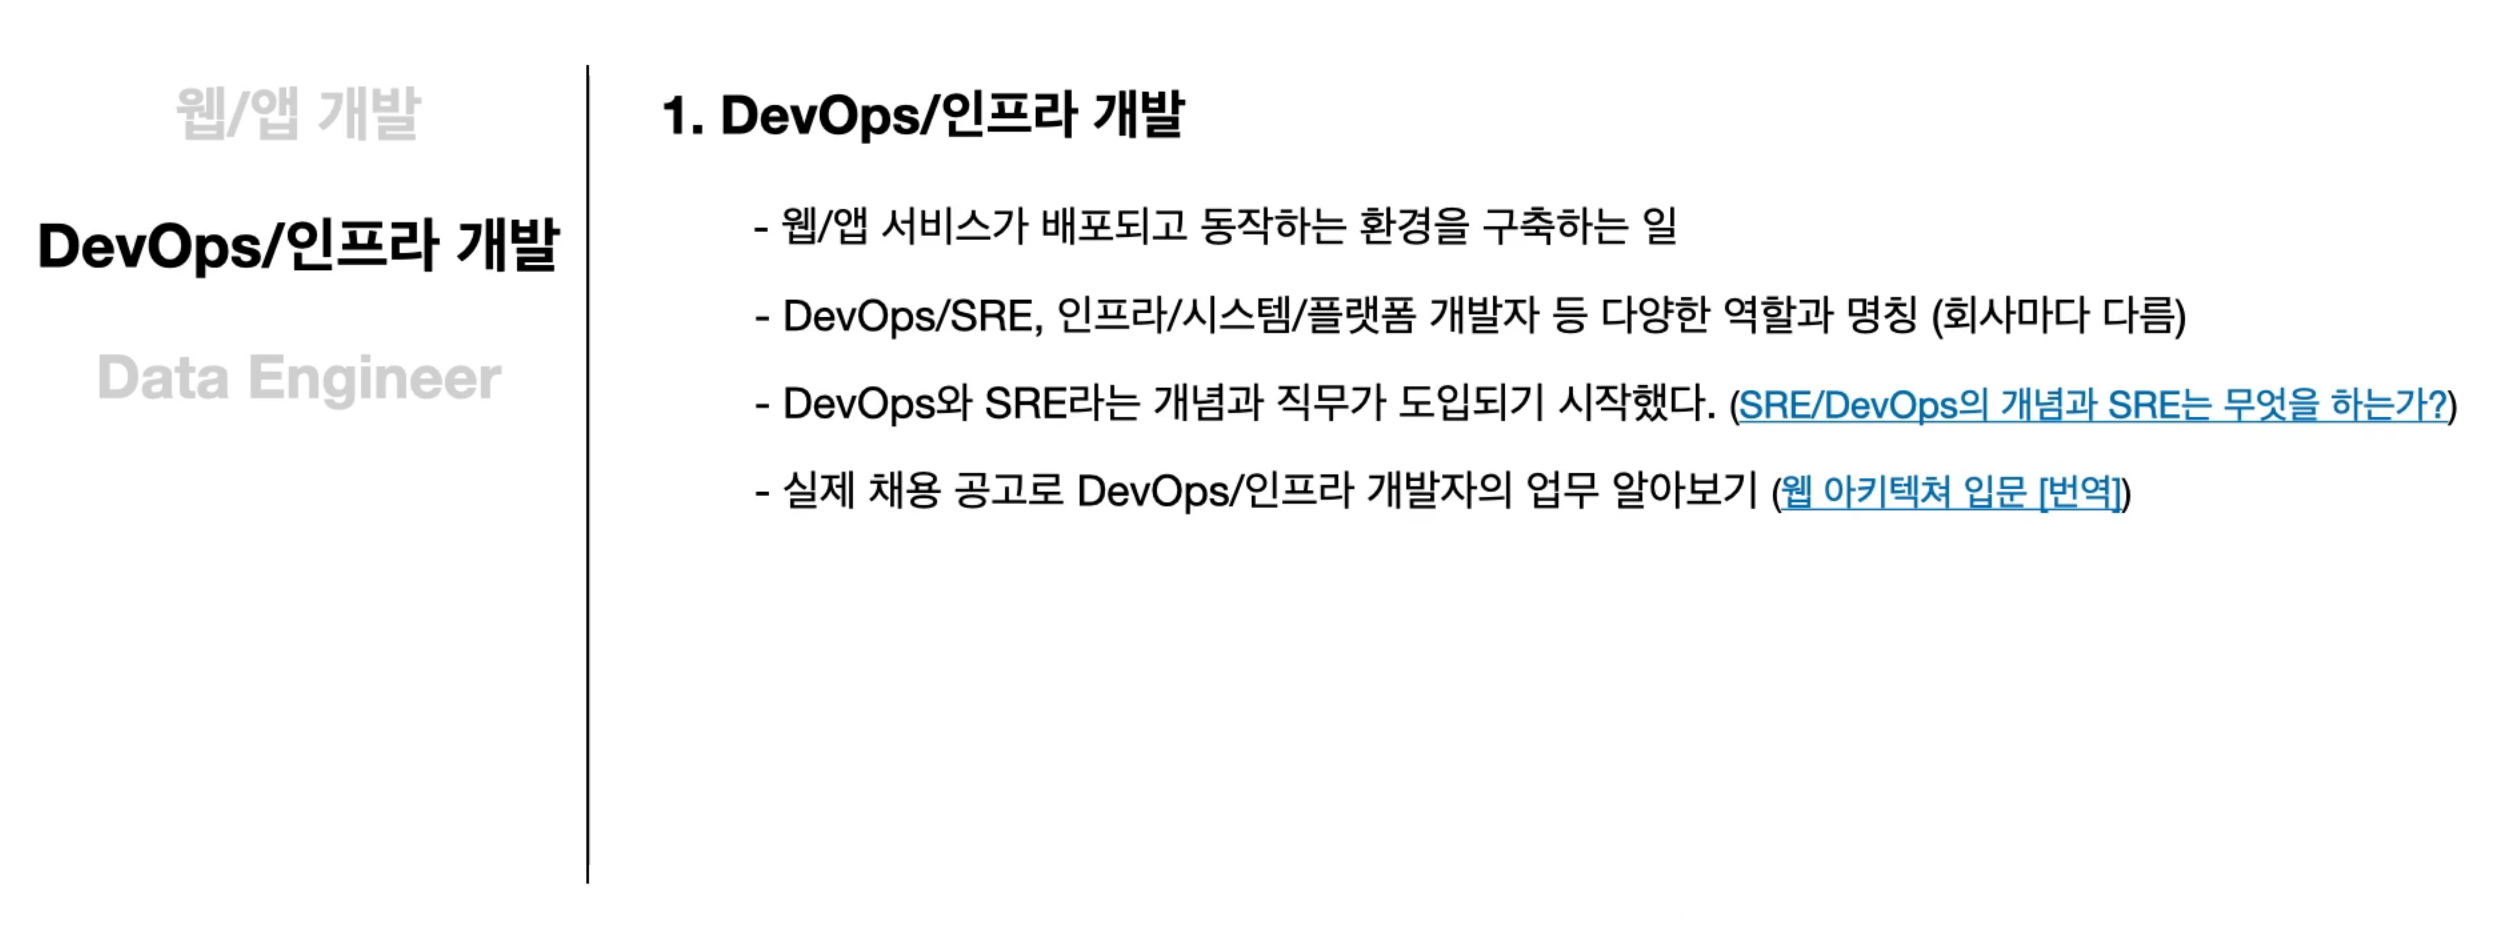 웹/앱 개발
DevOps/인프라 개발
Data Engineer
1. DevOps/인프라 개발
- 웹/앱 서비스가 배포되고 동작하는 환경을 구축하는 일
- DevOps/SRE, 인프라/시스템/플랫폼 개발자 등 다양한 역할과 명칭 (회사마다 다름)
- DevOps와 SRE라는 개념과 직무가 도입되기 시작했다. (SRE/DevOps의 개념과 SRE는 무엇을 하는가?)
- 실제 채용 공고로 DevOps/인프라 개발자의 업무 알아보기 (웹 아키텍쳐 입문 [번역])